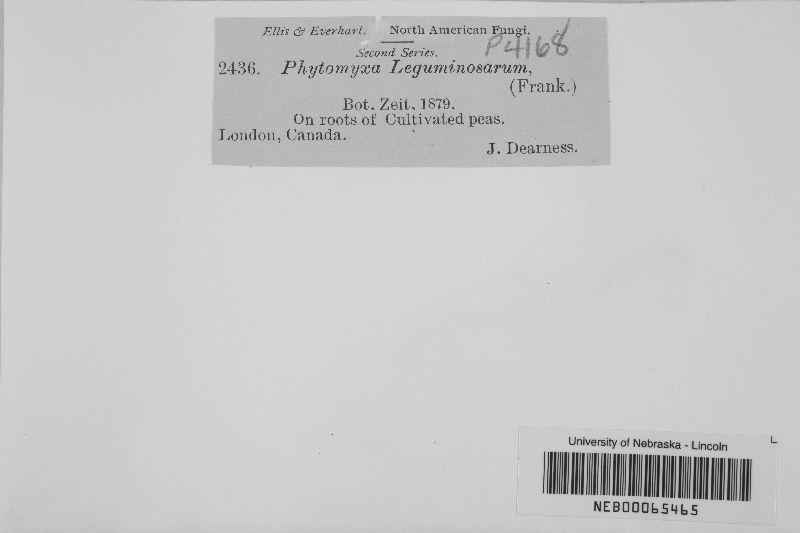 Ellis & Everhart. North American Fungi.
P4168
Second Series.
2436. Phytomyxa Leguminosarum,
(Frank.)
Bot. Zeit. 1879.
On roots of Cultivated peas.
London, Canada.
J. Dearness.
University of Nebraska - Lincoln
L
NEB00065465